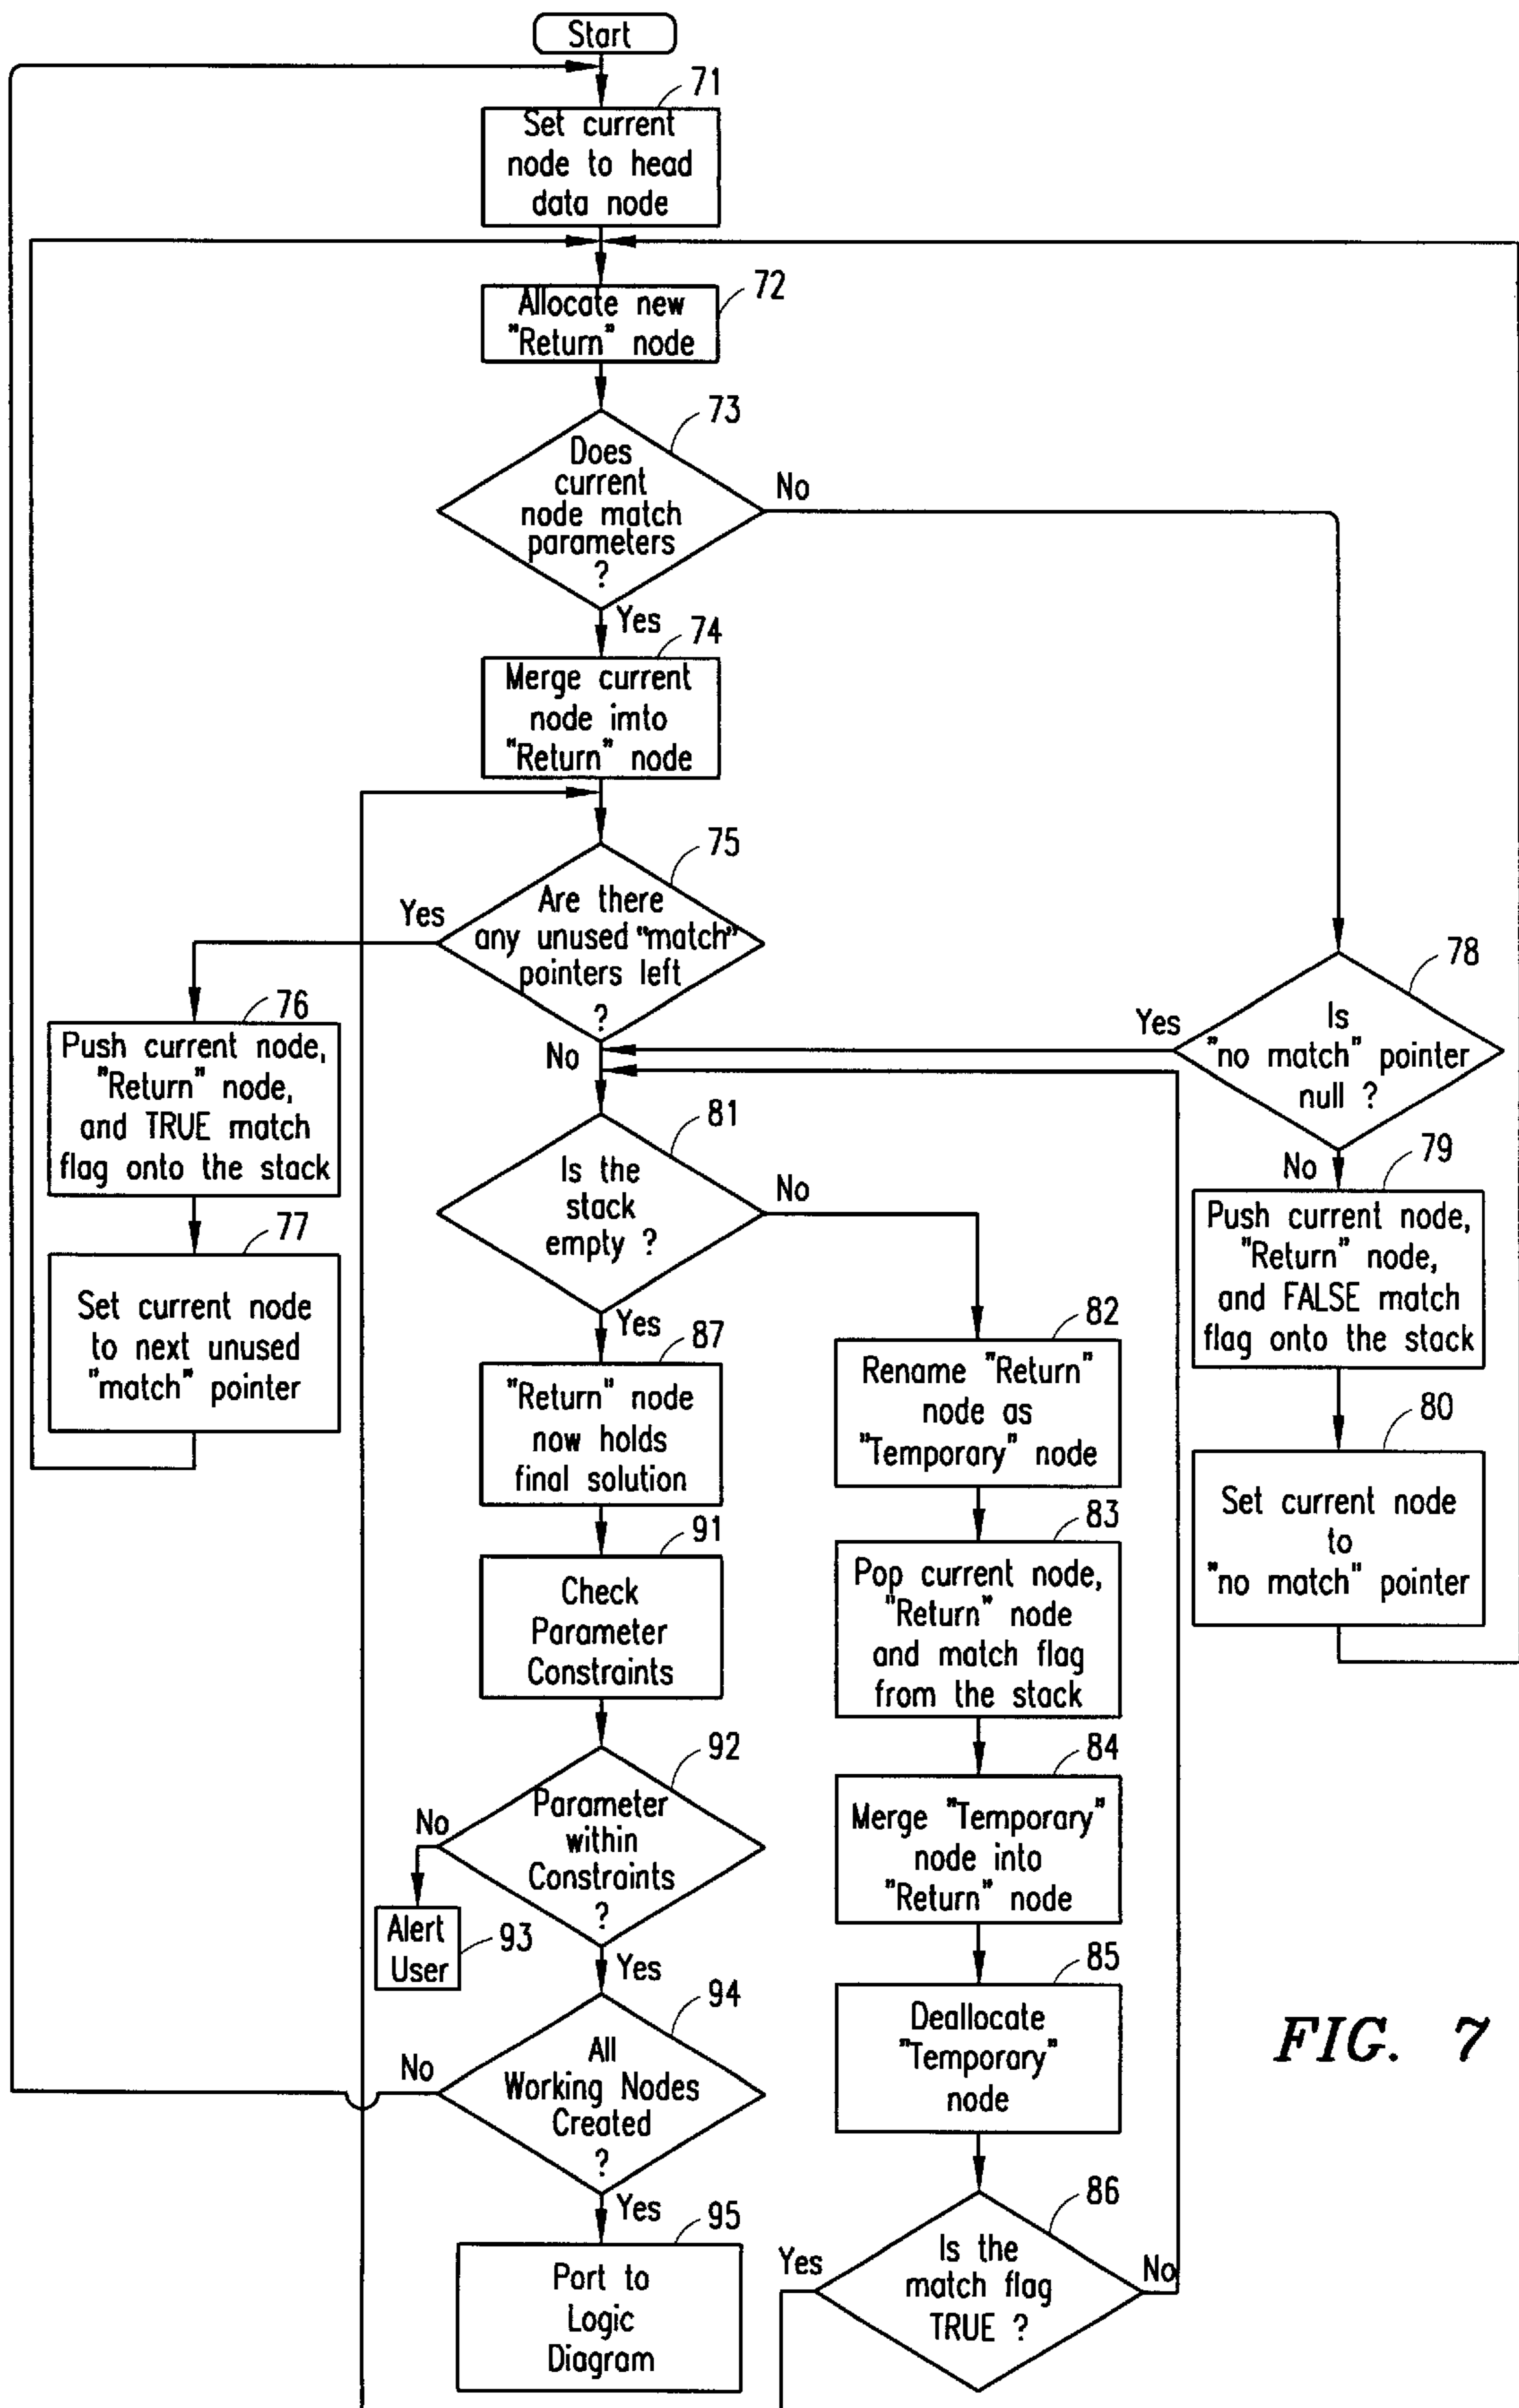 Start
71
Set current
node to head
data node
72
Allocate new
"Return" node
73
Does
current
node match
parameters
?
No
Yes
74
Merge current
node imto
"Return" node
75
Are there
any unused "match"
pointers left
?
Yes
No
76
Push current node,
"Return" node,
and TRUE match
flag onto the stack
77
Set current node
to next unused
"match" pointer
78
Is
"no match" pointer
null ?
Yes
No
79
Push current node,
"Return" node,
and FALSE match
flag onto the stack
80
Set current node
to
"no match" pointer
81
Is the
stack
empty ?
No
Yes
87
"Return" node
now holds
final solution
91
Check
Parameter
Constraints
92
Parameter
within
Constraints
?
No
Alert
User
93
Yes
94
All
Working Nodes
Created
?
No
Yes
95
Port to
Logic
Diagram
82
Rename "Return"
node as
"Temporary" node
83
Pop current node,
"Return" node
and match flag
from the stack
84
Merge "Temporary"
node into
"Return" node
85
Deallocate
"Temporary"
node
86
Is the
match flag
TRUE ?
Yes
No
FIG. 7